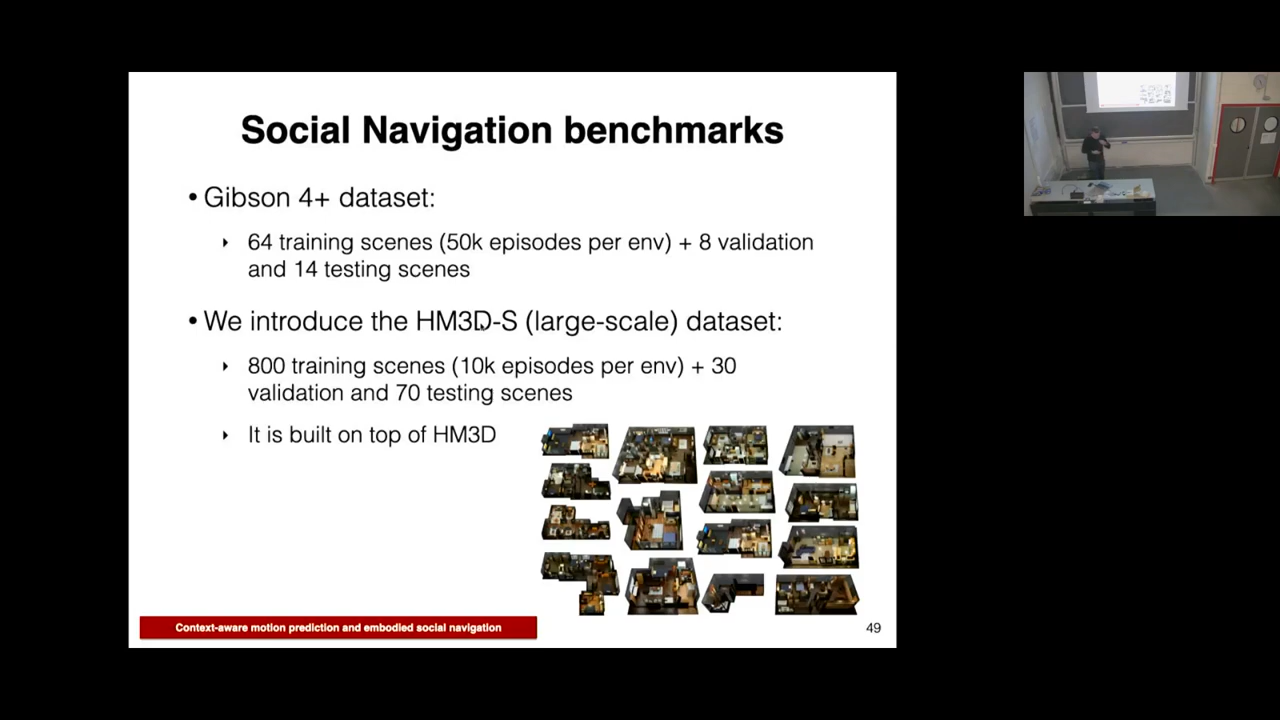 Social Navigation benchmarks
• Gibson 4+ dataset:
‣ 64 training scenes (50k episodes per env) + 8 validation
and 14 testing scenes
• We introduce the HM3D-S (large-scale) dataset:
‣ 800 training scenes (10k episodes per env) + 30
validation and 70 testing scenes
‣ It is built on top of HM3D
Context-aware motion prediction and embodied social navigation
49